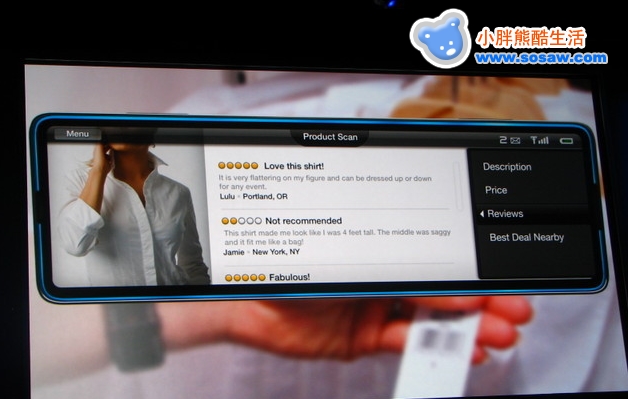 小胖熊酷生活
www.sosaw.com
Menu
Product Scan
2
Love this shirt!
It is very flattering on my figure and can be dressed up or down
for any event.
Lulu - Portland, OR
Not recommended
This shirt made me look like I was 4 feet tall. The middle was saggy
and it fit me like a bag!
Jamie - New York, NY
Fabulous!
Description
Price
Reviews
Best Deal Nearby